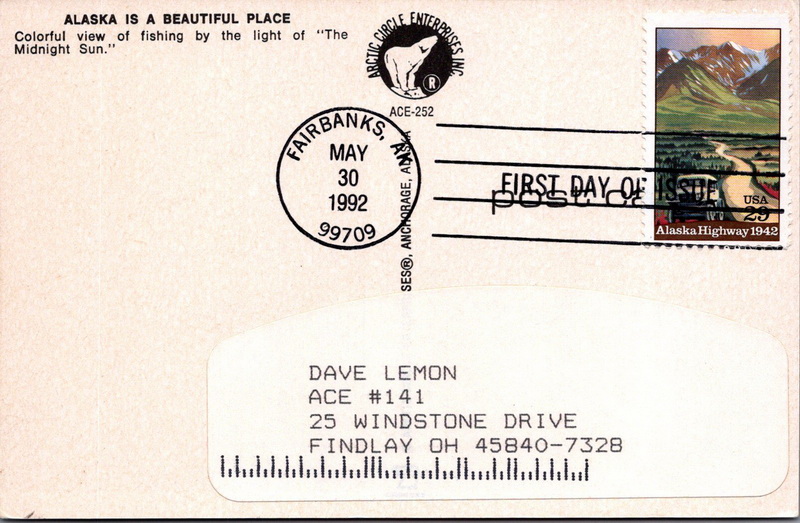 ALASKA IS A BEAUTIFUL PLACE
Colorful view of fishing by the light of "The
Midnight Sun."
ARCTIC CIRCLE ENTERPRISES INC.
®
ACE-252
FAIRBANKS, AK
MAY
30
1992
99709
FIRST DAY OF ISSUE
post
USA
29
Alaska Highway 1942
SES®, ANCHORAGE, ALASKA
DAVE LEMON
ACE #141
25 WINDSTONE DRIVE
FINDLAY OH 45840-7328